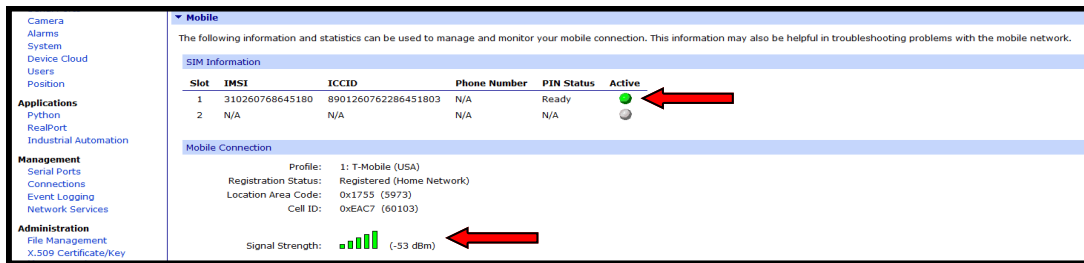 Camera
Alarms
System
Device Cloud
Users
Position
Applications
Python
RealPort
Industrial Automation
Management
Serial Ports
Connections
Event Logging
Network Services
Administration
File Management
X.509 Certificate/Key
Mobile
The following information and statistics can be used to manage and monitor your mobile connection. This information may also be helpful in troubleshooting problems with the mobile network.
SIM Information
Slot IMSI ICCID Phone Number PIN Status Active
1 310260768645180 8901260762286451803 N/A Ready
2 N/A N/A N/A N/A
Mobile Connection
Profile: 1: T-Mobile (USA)
Registration Status: Registered (Home Network)
Location Area Code: 0x1755 (5973)
Cell ID: 0xEAC7 (60103)
Signal Strength: (-53 dBm)